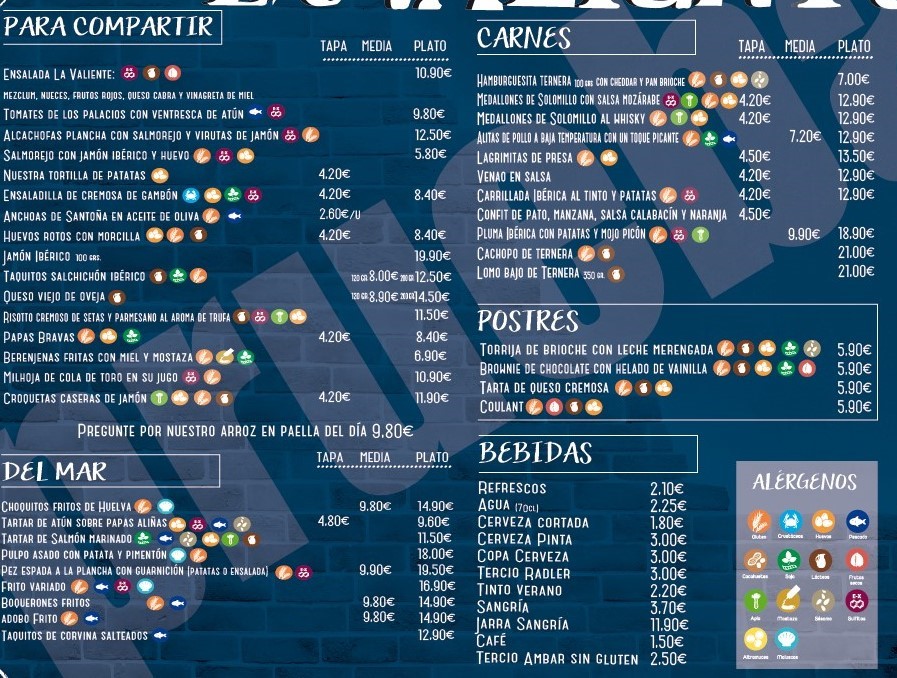 PARA COMPARTIR
TAPA MEDIA PLATO
ENSALADA LA VALIENTE: 10.90€
MEZCLUM, NUECES, FRUTOS ROJOS, QUESO CABRA Y VINAGRETA DE MIEL
TOMATES DE LOS PALACIOS CON VENTRESCA DE ATÚN 9.80€
ALCACHOFAS PLANCHA CON SALMOREJO Y VIRUTAS DE JAMÓN 12.50€
SALMOREJO CON JAMÓN IBÉRICO Y HUEVO 5.80€
NUESTRA TORTILLA DE PATATAS 4.20€
ENSALADILLA DE CREMOSA DE GAMBÓN 4.20€ 8.40€
ANCHOAS DE SANTOÑA EN ACEITE DE OLIVA 2.60€/U
HUEVOS ROTOS CON MORCILLA 4.20€ 8.40€
JAMÓN IBÉRICO 100 GRS. 19.90€
TAQUITOS SALCHICHÓN IBÉRICO 120 GR 8.00€ 200 GR 12.50€
QUESO VIEJO DE OVEJA 120 GR 8.90€ 200 GR 14.50€
RISOTTO CREMOSO DE SETAS Y PARMESANO AL AROMA DE TRUFA 11.50€
PAPAS BRAVAS 4.20€ 8.40€
BERENJENAS FRITAS CON MIEL Y MOSTAZA 6.90€
MILHOJA DE COLA DE TORO EN SU JUGO 10.90€
CROQUETAS CASERAS DE JAMÓN 4.20€ 11.90€
PREGUNTE POR NUESTRO ARROZ EN PAELLA DEL DÍA 9.80€
DEL MAR
TAPA MEDIA PLATO
CHOQUITOS FRITOS DE HUELVA 9.80€ 14.90€
TARTAR DE ATÚN SOBRE PAPAS ALIÑAS 4.80€ 9.60€
TARTAR DE SALMÓN MARINADO 11.50€
PULPO ASADO CON PATATA Y PIMENTÓN 18.00€
PEZ ESPADA A LA PLANCHA CON GUARNICIÓN (PATATAS O ENSALADA) 9.90€ 19.50€
FRITO VARIADO 16.90€
BOQUERONES FRITOS 9.80€ 14.90€
ADOBO FRITO 9.80€ 14.90€
TAQUITOS DE CORVINA SALTEADOS 12.90€
CARNES
TAPA MEDIA PLATO
HAMBURGUESITA TERNERA 100 GRS CON CHEDDAR Y PAN BRIOCHE 7.00€
MEDALLONES DE SOLOMILLO CON SALSA MOZÁRABE 4.20€ 12.90€
MEDALLONES DE SOLOMILLO AL WHISKY 4.20€ 12.90€
ALITAS DE POLLO A BAJA TEMPERATURA CON UN TOQUE PICANTE 7.20€ 12.90€
LAGRIMITAS DE PRESA 4.50€ 13.50€
VENAO EN SALSA 4.20€ 12.90€
CARRILLADA IBÉRICA AL TINTO Y PATATAS 4.20€ 12.90€
CONFIT DE PATO, MANZANA, SALSA CALABACÍN Y NARANJA 4.50€
PLUMA IBÉRICA CON PATATAS Y MOJO PICÓN 9.90€ 18.90€
CACHOPO DE TERNERA 21.00€
LOMO BAJO DE TERNERA 350 GR. 21.00€
POSTRES
TORRIJA DE BRIOCHE CON LECHE MERENGADA 5.90€
BROWNIE DE CHOCOLATE CON HELADO DE VAINILLA 5.90€
TARTA DE QUESO CREMOSA 5.90€
COULANT 5.90€
BEBIDAS
REFRESCOS 2.10€
AGUA (70CL) 2.25€
CERVEZA CORTADA 1.80€
CERVEZA PINTA 3.00€
COPA CERVEZA 3.00€
TERCIO RADLER 3.00€
TINTO VERANO 2.20€
SANGRÍA 3.70€
JARRA SANGRÍA 11.90€
CAFÉ 1.50€
TERCIO AMBAR SIN GLUTEN 2.50€
ALÉRGENOS
Gluten Crustáceos Huevos Pescado
Cacahuetes Soja Lácteos Frutos secos
Apio Mostaza Sésamo Sulfitos
Altramuces Moluscos
prueba